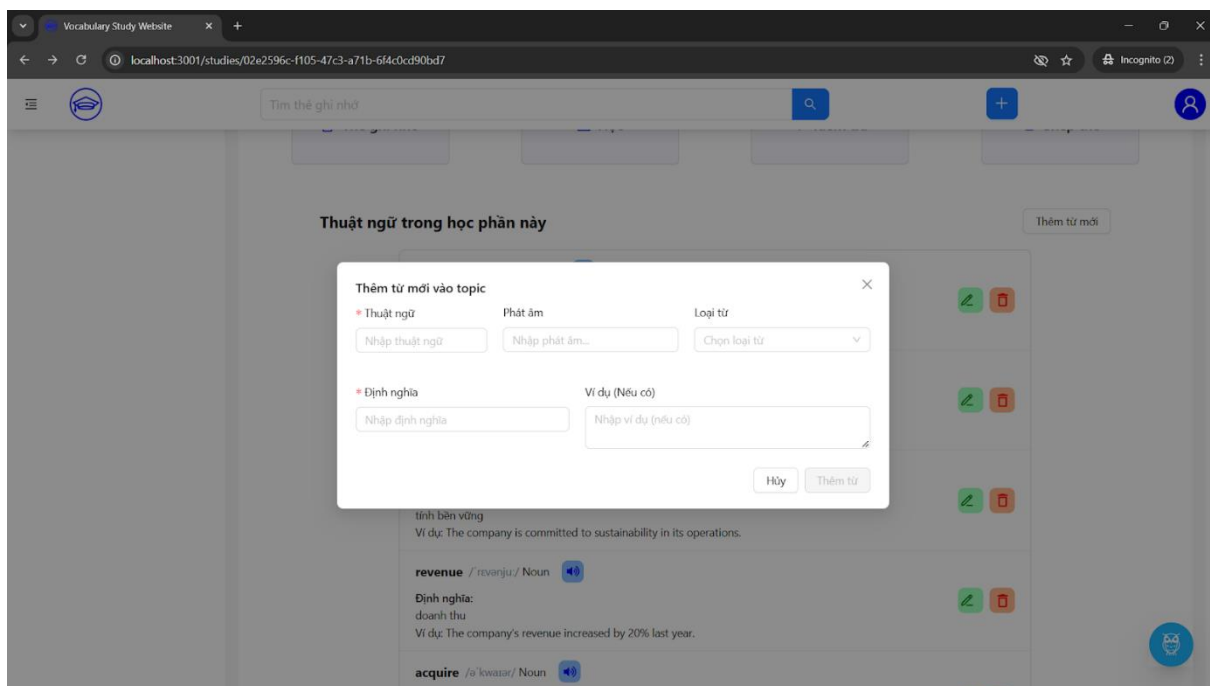 Vocabulary Study Website
localhost:3001/studies/02e2596c-f105-47c3-a71b-6f4c0cd90bd7
Incognito (2)
Tìm thẻ ghi nhớ
Thuật ngữ trong học phần này
Thêm từ mới
Thêm từ mới vào topic
* Thuật ngữ Phát âm Loại từ
Nhập thuật ngữ Nhập phát âm... Chọn loại từ
* Định nghĩa Ví dụ (Nếu có)
Nhập định nghĩa Nhập ví dụ (nếu có)
Hủy Thêm từ
tính bền vững
Ví dụ: The company is committed to sustainability in its operations.
revenue /ˈrɛvənjuː/ Noun
Định nghĩa:
doanh thu
Ví dụ: The company's revenue increased by 20% last year.
acquire /əˈkwaɪər/ Noun